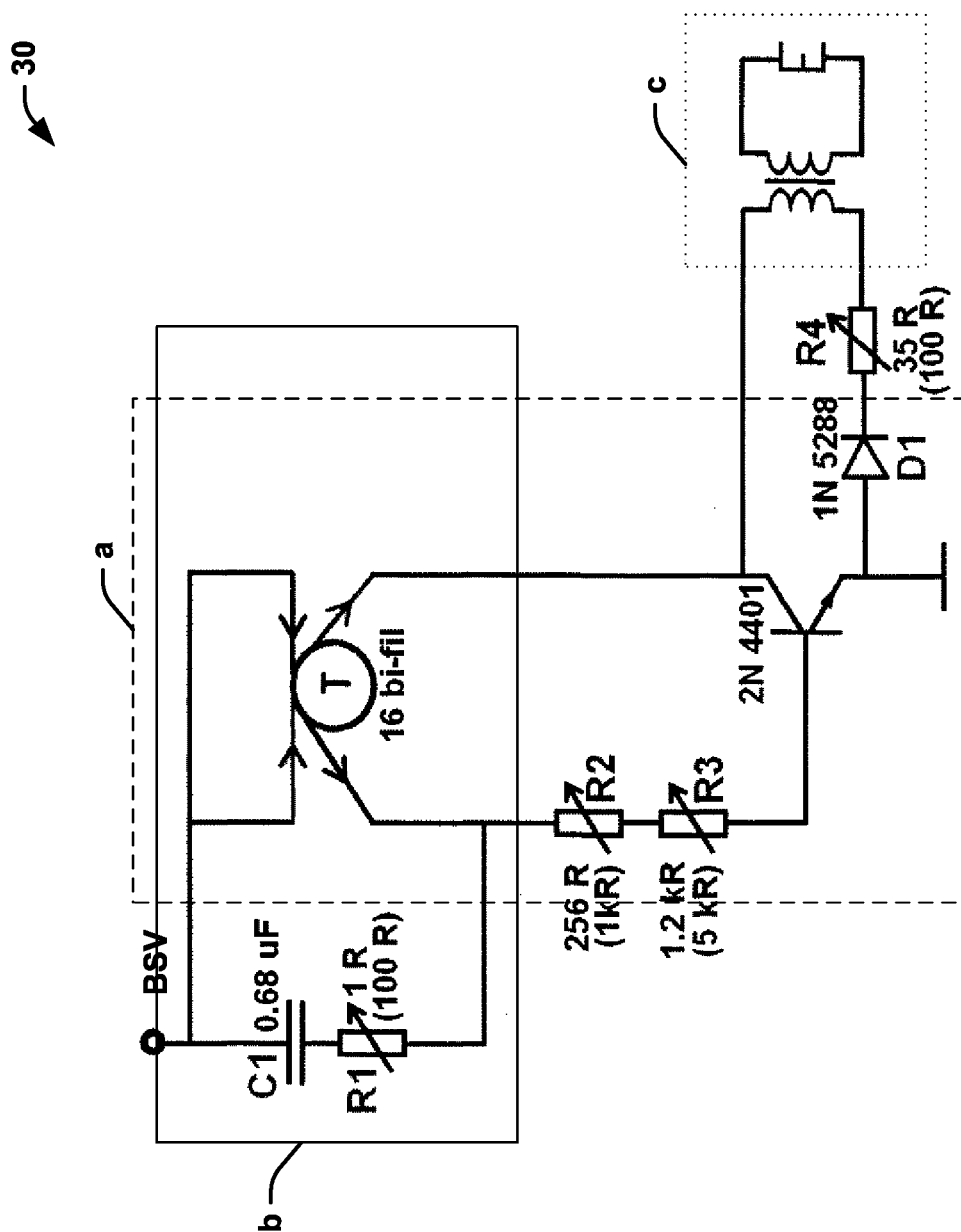 30
a
b
c
BSV
C1
0.68 uF
R1
1 R
(100 R)
T
16 bi-fil
256 R
(1kR)
R2
1.2 kR
(5 kR)
R3
2N 4401
1N 5288
D1
R4
35 R
(100 R)